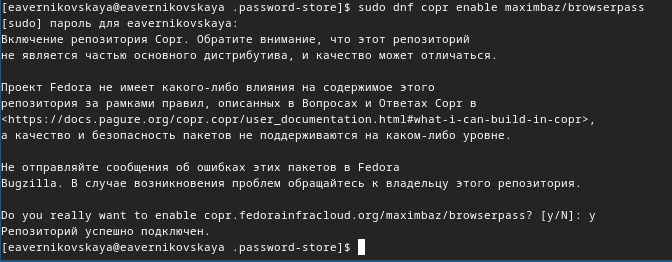 [eavernikovskaya@eavernikovskaya .password-store]$ sudo dnf copr enable maximbaz/browserpass
[sudo] пароль для eavernikovskaya:
Включение репозитория Copr. Обратите внимание, что этот репозиторий
не является частью основного дистрибутива, и качество может отличаться.

Проект Fedora не имеет какого-либо влияния на содержимое этого
репозитория за рамками правил, описанных в Вопросах и Ответах Copr в
<https://docs.pagure.org/copr.copr/user_documentation.html#what-i-can-build-in-copr>,
а качество и безопасность пакетов не поддерживаются на каком-либо уровне.

Не отправляйте сообщения об ошибках этих пакетов в Fedora
Bugzilla. В случае возникновения проблем обращайтесь к владельцу этого репозитория.

Do you really want to enable copr.fedorainfracloud.org/maximbaz/browserpass? [y/N]: y
Репозиторий успешно подключен.
[eavernikovskaya@eavernikovskaya .password-store]$